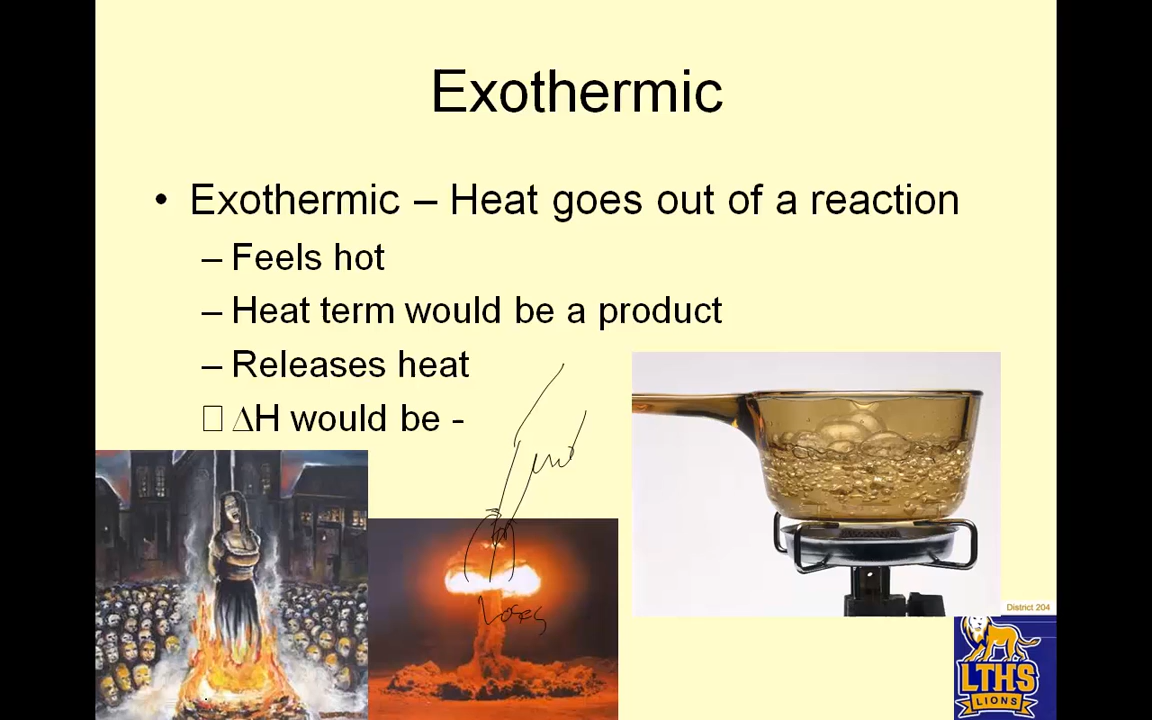 Exothermic
• Exothermic – Heat goes out of a reaction
– Feels hot
– Heat term would be a product
– Releases heat
□ ∆H would be -
Loses
District 204
LTHS
LIONS